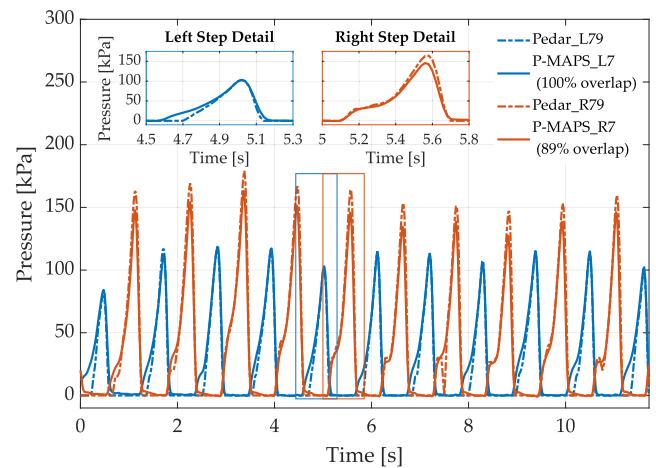 300
250
200
150
100
50
0
Pressure [kPa]
0
2
4
6
8
10
Time [s]
Left Step Detail
Pressure [kPa]
150
100
50
0
4.5
4.9
5.1
5.3
Time [s]
Right Step Detail
5
5.2
5.4
5.6
5.8
Time [s]
Pedar_L79
P-MAPS_L7
(100% overlap)
Pedar_R79
P-MAPS_R7
(89% overlap)